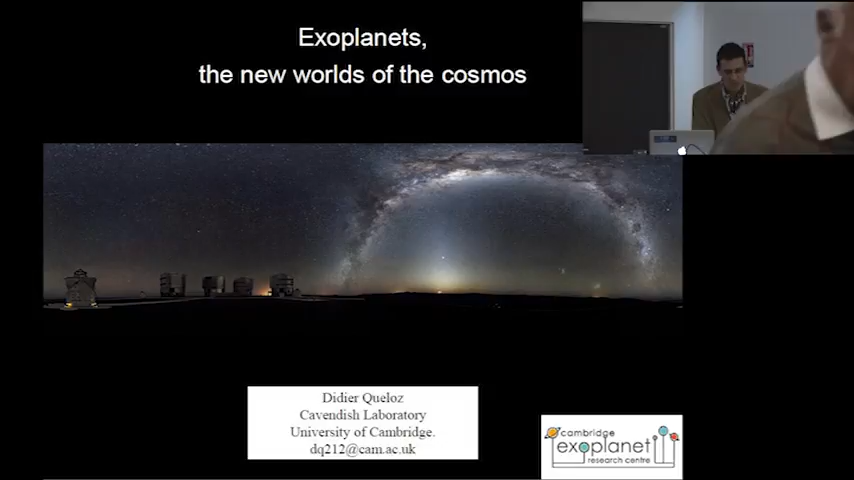 Exoplanets,
the new worlds of the cosmos
Didier Queloz
Cavendish Laboratory
University of Cambridge.
dq212@cam.ac.uk
cambridge
exoplanet
research centre